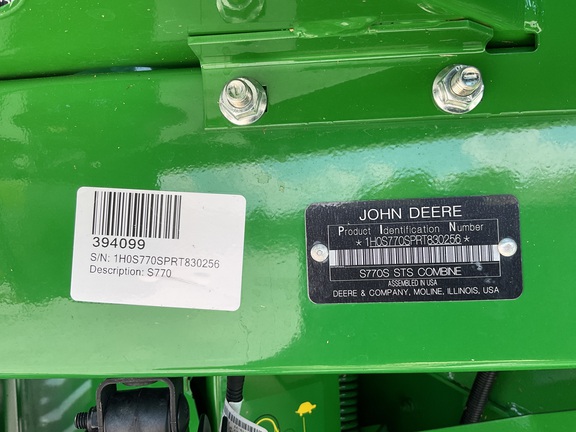 394099
S/N: 1H0S770SPRT830256
Description: S770
JOHN DEERE
Product Identification Number
*1H0S770SPRT830256*
S770S STS COMBINE
ASSEMBLED IN USA
DEERE & COMPANY, MOLINE, ILLINOIS, USA